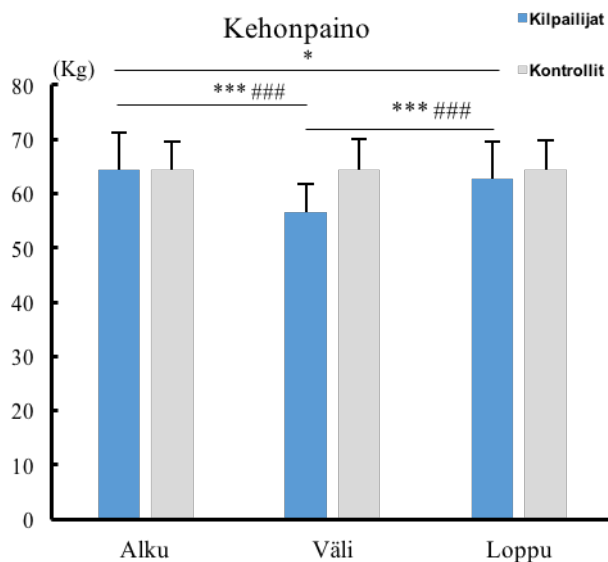 Kehonpaino
Kilpailijat
Kontrollit
(Kg)
*
*** ###
*** ###
80
70
60
50
40
30
20
10
0
Alku Väli Loppu